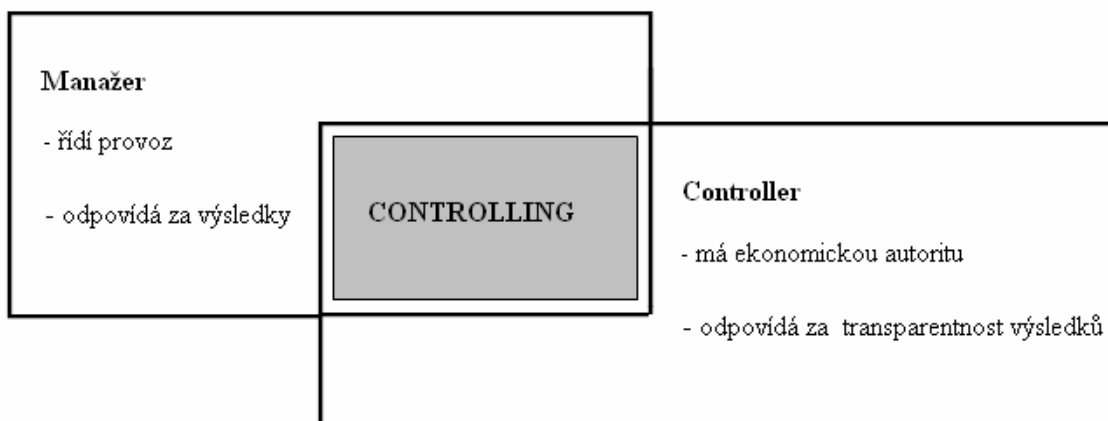 Manažer
- řídí provoz
- odpovídá za výsledky
CONTROLLING
Controller
- má ekonomickou autoritu
- odpovídá za transparentnost výsledků